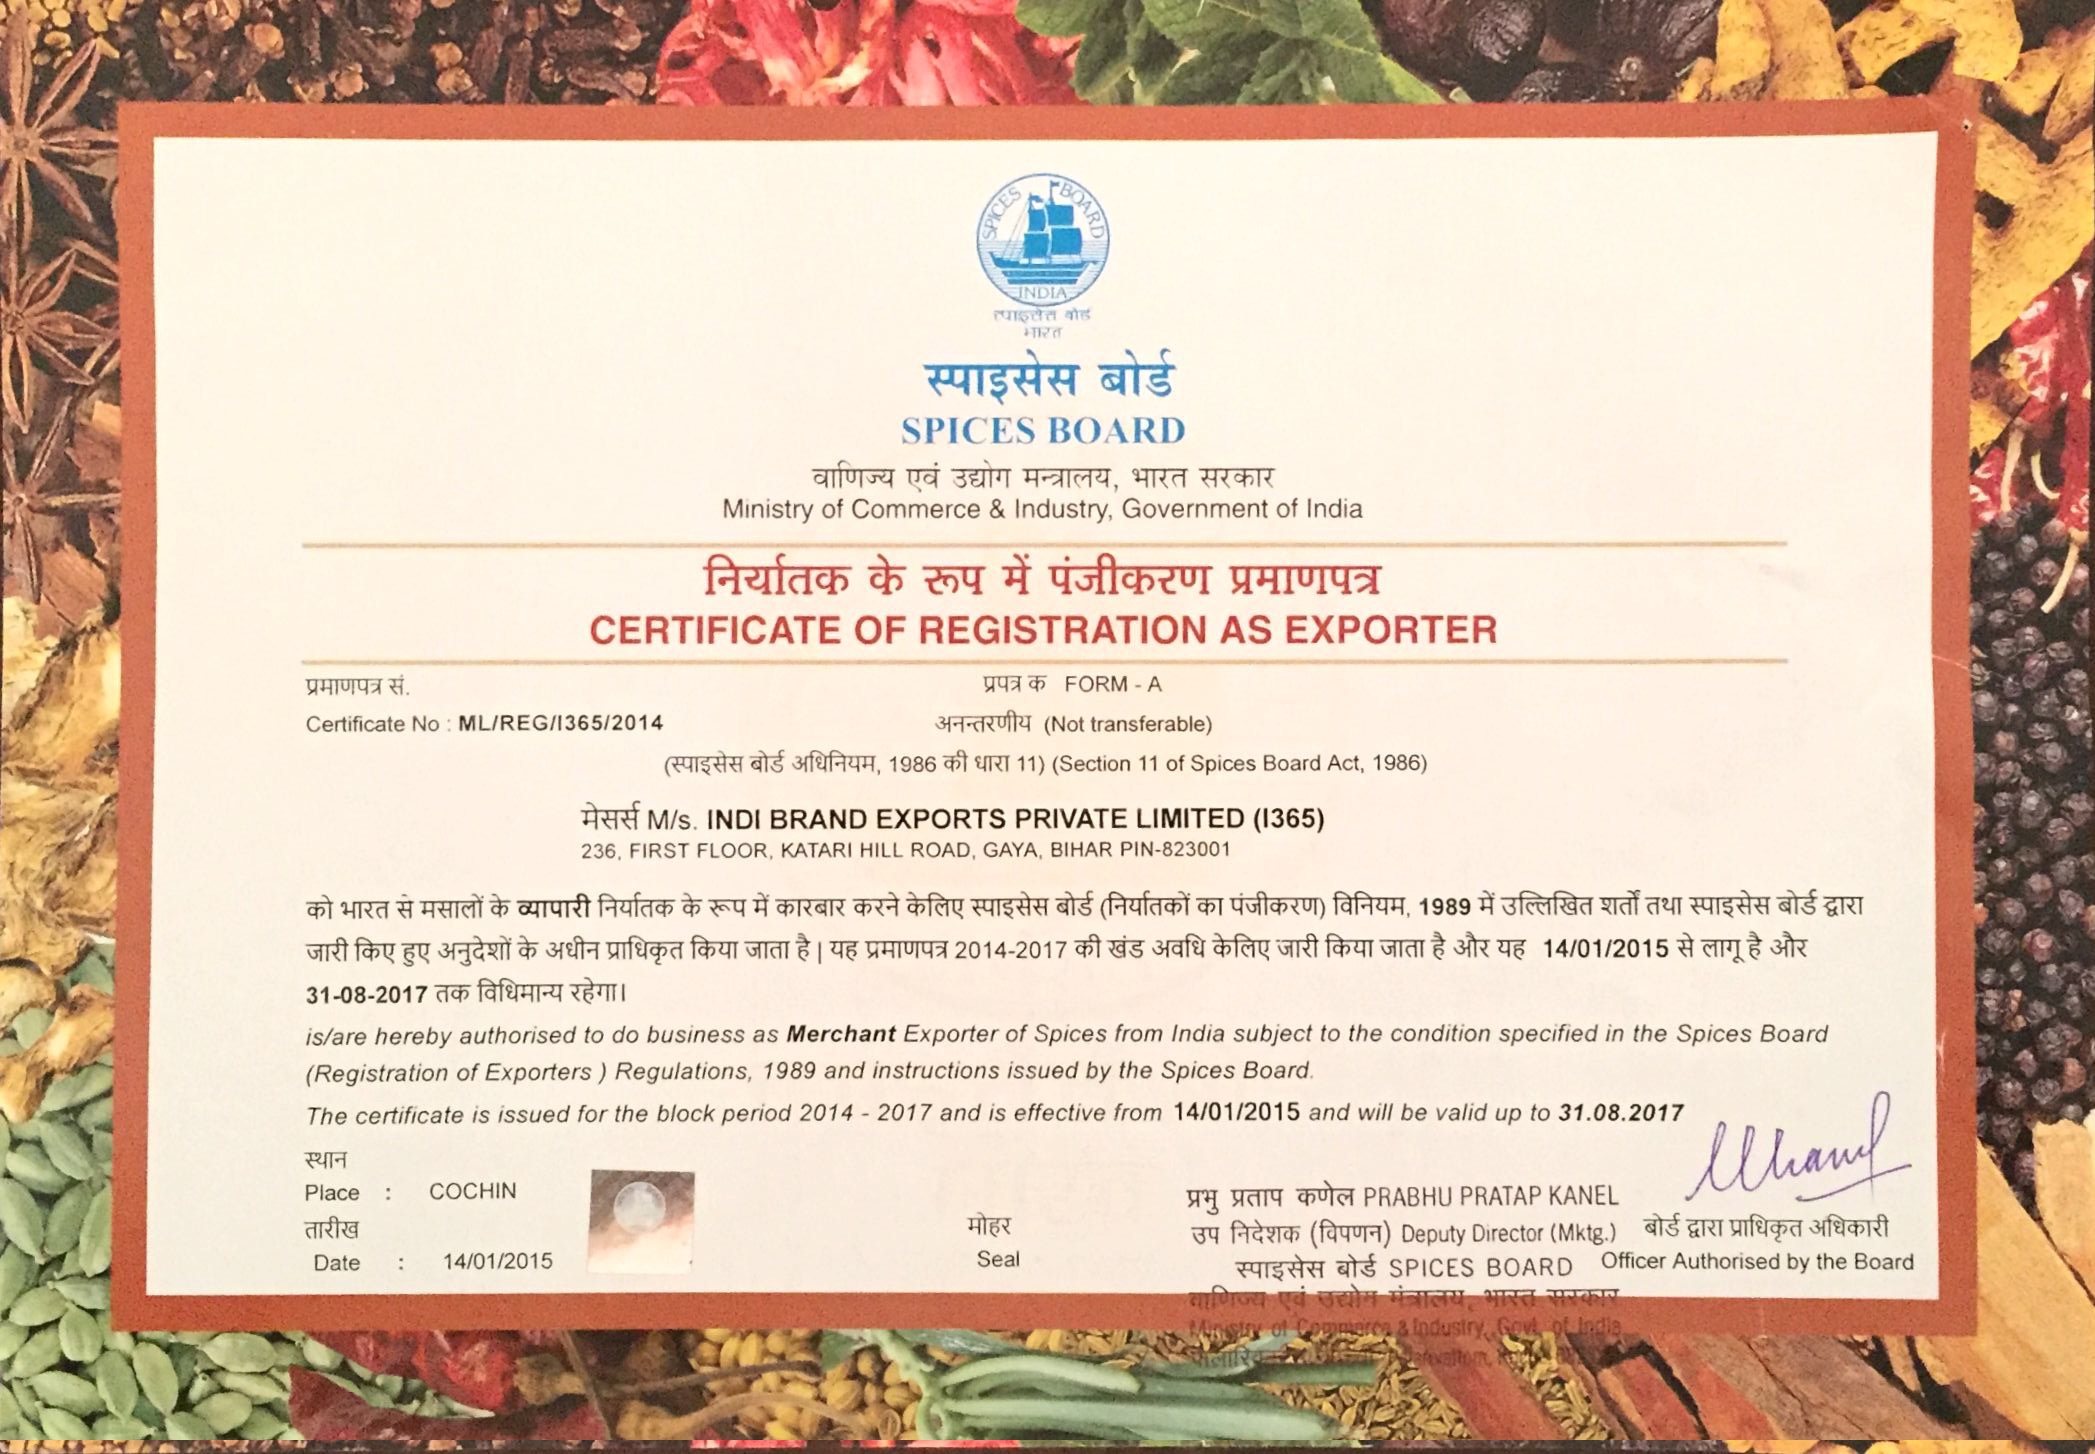 SPICES BOARD
INDIA
स्पाइसेस बोर्ड
भारत
स्पाइसेस बोर्ड
SPICES BOARD
वाणिज्य एवं उद्योग मन्त्रालय, भारत सरकार
Ministry of Commerce & Industry, Government of India
निर्यातक के रूप में पंजीकरण प्रमाणपत्र
CERTIFICATE OF REGISTRATION AS EXPORTER
प्रमाणपत्र सं. प्रपत्र क FORM - A
Certificate No : ML/REG/I365/2014 अनन्तरणीय (Not transferable)
(स्पाइसेस बोर्ड अधिनियम, 1986 की धारा 11) (Section 11 of Spices Board Act, 1986)
मेसर्स M/s. INDI BRAND EXPORTS PRIVATE LIMITED (I365)
236, FIRST FLOOR, KATARI HILL ROAD, GAYA, BIHAR PIN-823001
को भारत से मसालों के व्यापारी निर्यातक के रूप में कारबार करने केलिए स्पाइसेस बोर्ड (निर्यातकों का पंजीकरण) विनियम, 1989 में उल्लिखित शर्तों तथा स्पाइसेस बोर्ड द्वारा
जारी किए हुए अनुदेशों के अधीन प्राधिकृत किया जाता है | यह प्रमाणपत्र 2014-2017 की खंड अवधि केलिए जारी किया जाता है और यह 14/01/2015 से लागू है और
31-08-2017 तक विधिमान्य रहेगा।
is/are hereby authorised to do business as Merchant Exporter of Spices from India subject to the condition specified in the Spices Board
(Registration of Exporters ) Regulations, 1989 and instructions issued by the Spices Board.
The certificate is issued for the block period 2014 - 2017 and is effective from 14/01/2015 and will be valid up to 31.08.2017
स्थान
Place : COCHIN
तारीख
Date : 14/01/2015
मोहर
Seal
प्रभु प्रताप कणेल PRABHU PRATAP KANEL
उप निदेशक (विपणन) Deputy Director (Mktg.)
स्पाइसेस बोर्ड SPICES BOARD
वाणिज्य एवं उद्योग मंत्रालय, भारत सरकार
Ministry of Commerce & Industry, Govt. of India
बोर्ड द्वारा प्राधिकृत अधिकारी
Officer Authorised by the Board